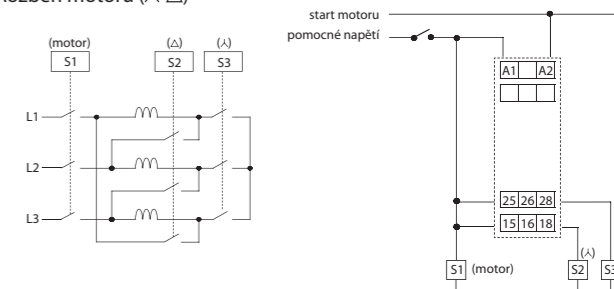 (motor)
(△)
(⅄)
S1
S2
S3
L1
L2
L3
start motoru
pomocné napětí
A1 A2
25 26 28
15 16 18
(⅄)
S1 (motor)
S2